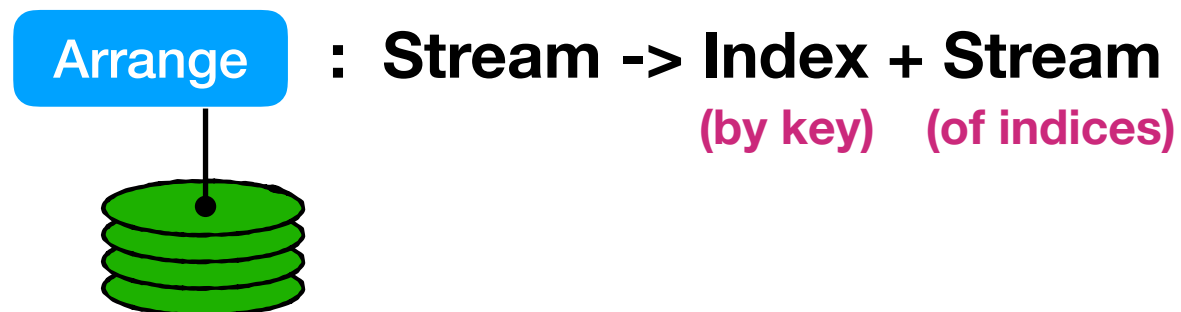 Arrange : Stream -> Index + Stream
(by key) (of indices)